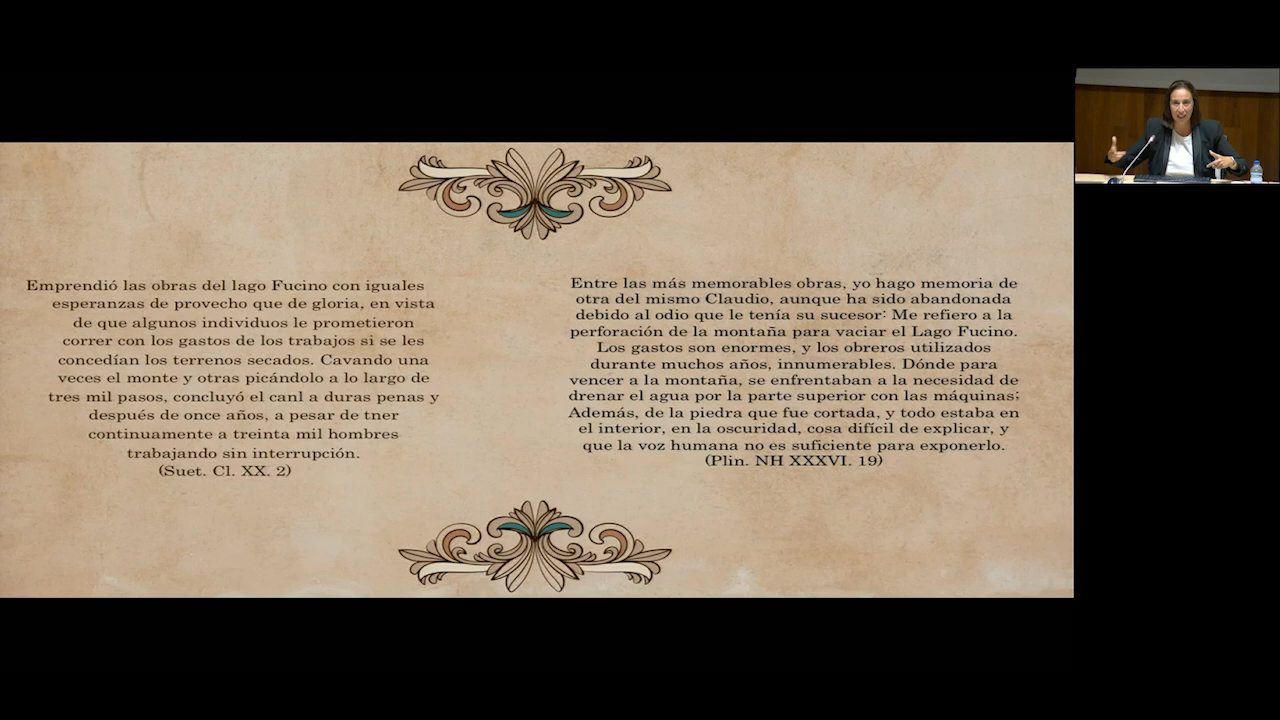 Emprendió las obras del lago Fucino con iguales
esperanzas de provecho que de gloria, en vista
de que algunos individuos le prometieron
correr con los gastos de los trabajos si se les
concedían los terrenos secados. Cavando una
veces el monte y otras picándolo a lo largo de
tres mil pasos, concluyó el canl a duras penas y
después de once años, a pesar de tner
continuamente a treinta mil hombres
trabajando sin interrupción.
(Suet. Cl. XX. 2)
Entre las más memorables obras, yo hago memoria de
otra del mismo Claudio, aunque ha sido abandonada
debido al odio que le tenía su sucesor: Me refiero a la
perforación de la montaña para vaciar el Lago Fucino.
Los gastos son enormes, y los obreros utilizados
durante muchos años, innumerables. Dónde para
vencer a la montaña, se enfrentaban a la necesidad de
drenar el agua por la parte superior con las máquinas;
Además, de la piedra que fue cortada, y todo estaba en
el interior, en la oscuridad, cosa difícil de explicar, y
que la voz humana no es suficiente para exponerlo.
(Plin. NH XXXVI. 19)